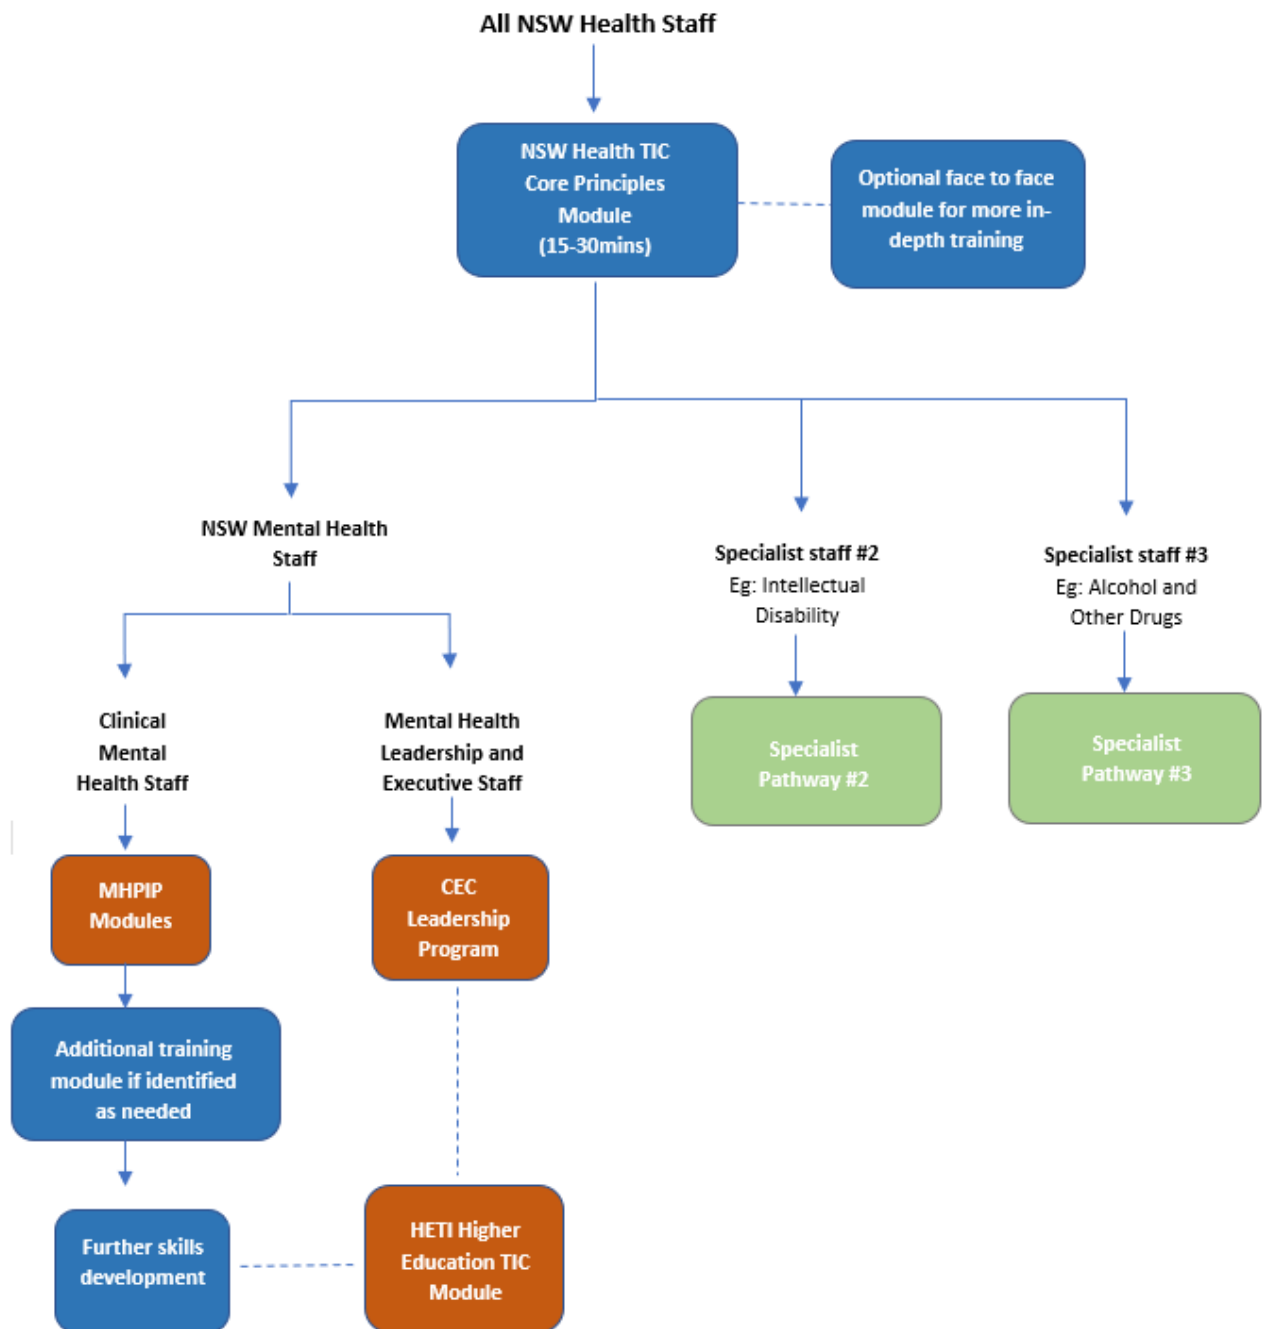 All NSW Health Staff
NSW Health TIC
Core Principles
Module
(15-30mins)
Optional face to face
module for more in-
depth training
NSW Mental Health
Staff
Specialist staff #2
Eg: Intellectual
Disability
Specialist staff #3
Eg: Alcohol and
Other Drugs
Clinical
Mental
Health Staff
Mental Health
Leadership and
Executive Staff
Specialist
Pathway #2
Specialist
Pathway #3
MHPIP
Modules
CEC
Leadership
Program
Additional training
module if identified
as needed
Further skills
development
HETI Higher
Education TIC
Module